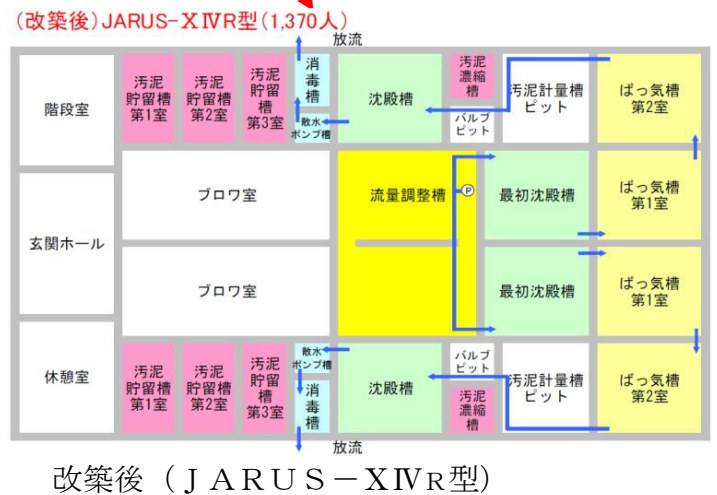 (改築後)JARUS-ⅩⅣR型(1,370人)
放流
階段室
汚泥
貯留槽
第1室
汚泥
貯留槽
第2室
汚泥
貯留
槽
第3室
消
毒
槽
散水
ポンプ槽
沈殿槽
汚泥
濃縮
槽
バルブ
ピット
汚泥計量槽
ピット
ばっ気槽
第2室
玄関ホール
ブロワ室
流量調整槽
P
最初沈殿槽
ばっ気槽
第1室
ブロワ室
最初沈殿槽
ばっ気槽
第1室
休憩室
汚泥
貯留槽
第1室
汚泥
貯留槽
第2室
汚泥
貯留
槽
第3室
散水
ポンプ槽
消
毒
槽
沈殿槽
バルブ
ピット
汚泥
濃縮
槽
汚泥計量槽
ピット
ばっ気槽
第2室
放流
改築後(JARUS-ⅩⅣR型)